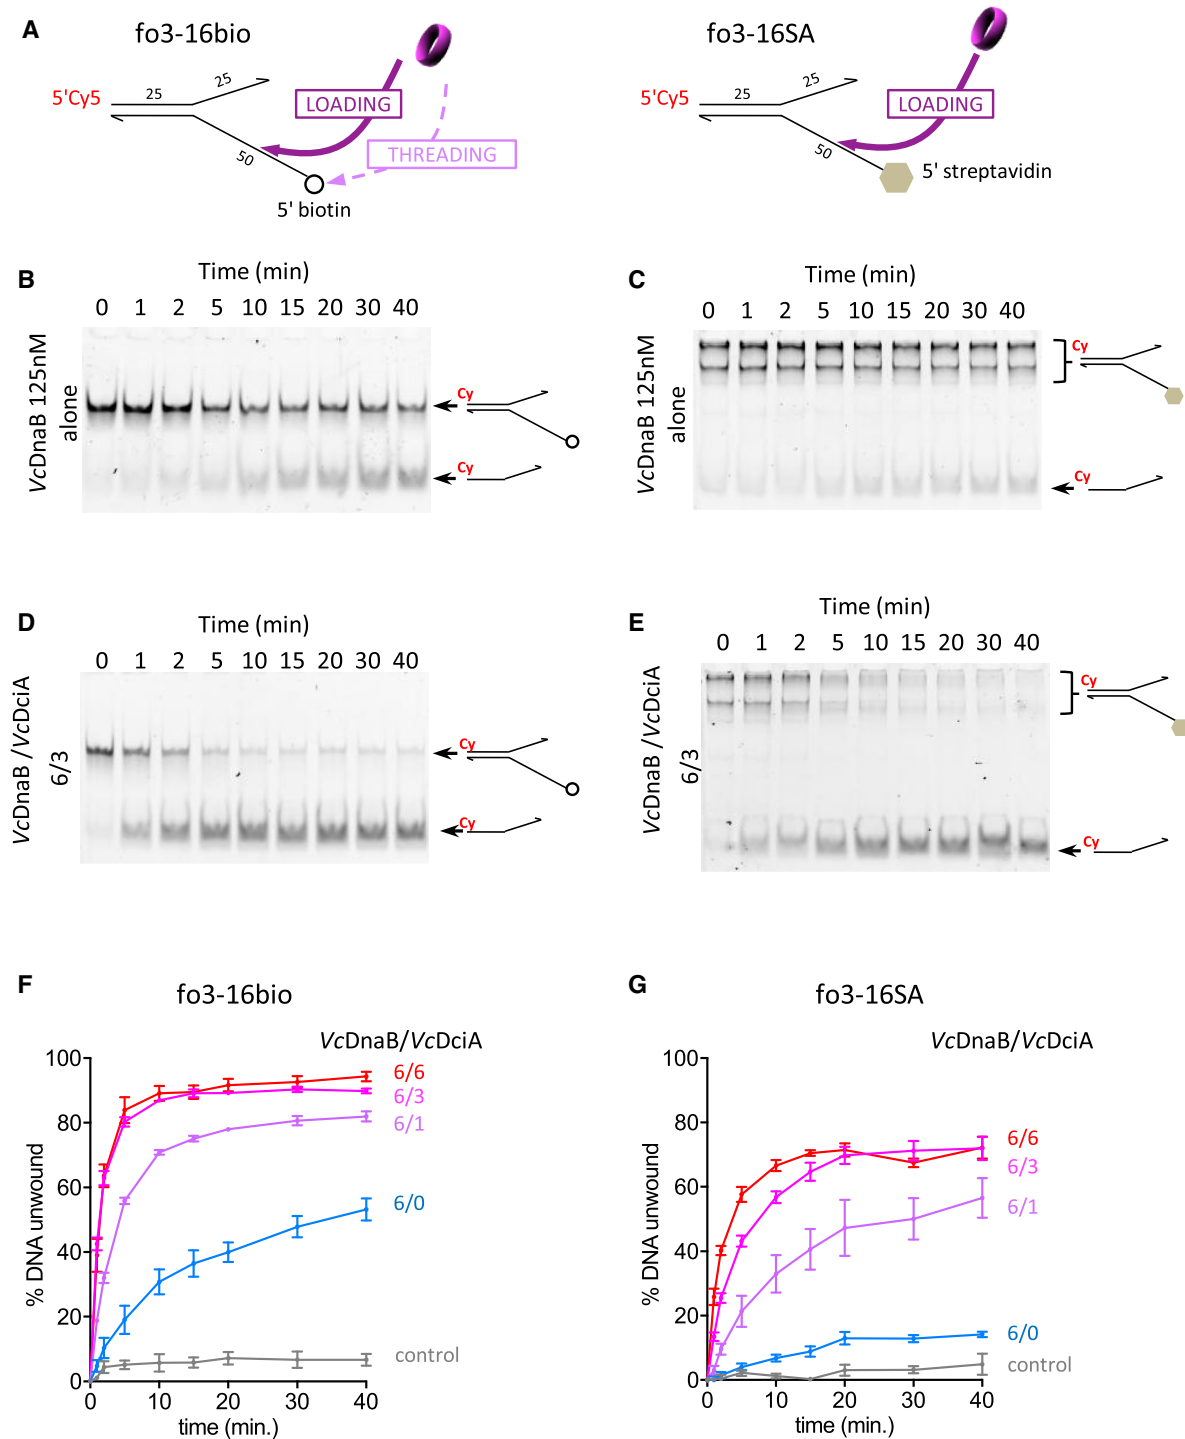 A
fo3-16bio
5'Cy5
25
25
LOADING
THREADING
50
5' biotin
fo3-16SA
5'Cy5
25
25
LOADING
50
5' streptavidin
B
Time (min)
0 1 2 5 10 15 20 30 40
VcDnaB 125nM
alone
Cy
Cy
C
Time (min)
0 1 2 5 10 15 20 30 40
VcDnaB 125nM
alone
Cy
Cy
D
Time (min)
0 1 2 5 10 15 20 30 40
VcDnaB /VcDciA
6/3
Cy
Cy
E
Time (min)
0 1 2 5 10 15 20 30 40
VcDnaB /VcDciA
6/3
Cy
Cy
F
fo3-16bio
VcDnaB/VcDciA
% DNA unwound
100
80
60
40
20
0
6/6
6/3
6/1
6/0
control
0 10 20 30 40
time (min.)
G
fo3-16SA
VcDnaB/VcDciA
% DNA unwound
100
80
60
40
20
0
6/6
6/3
6/1
6/0
control
0 10 20 30 40
time (min.)